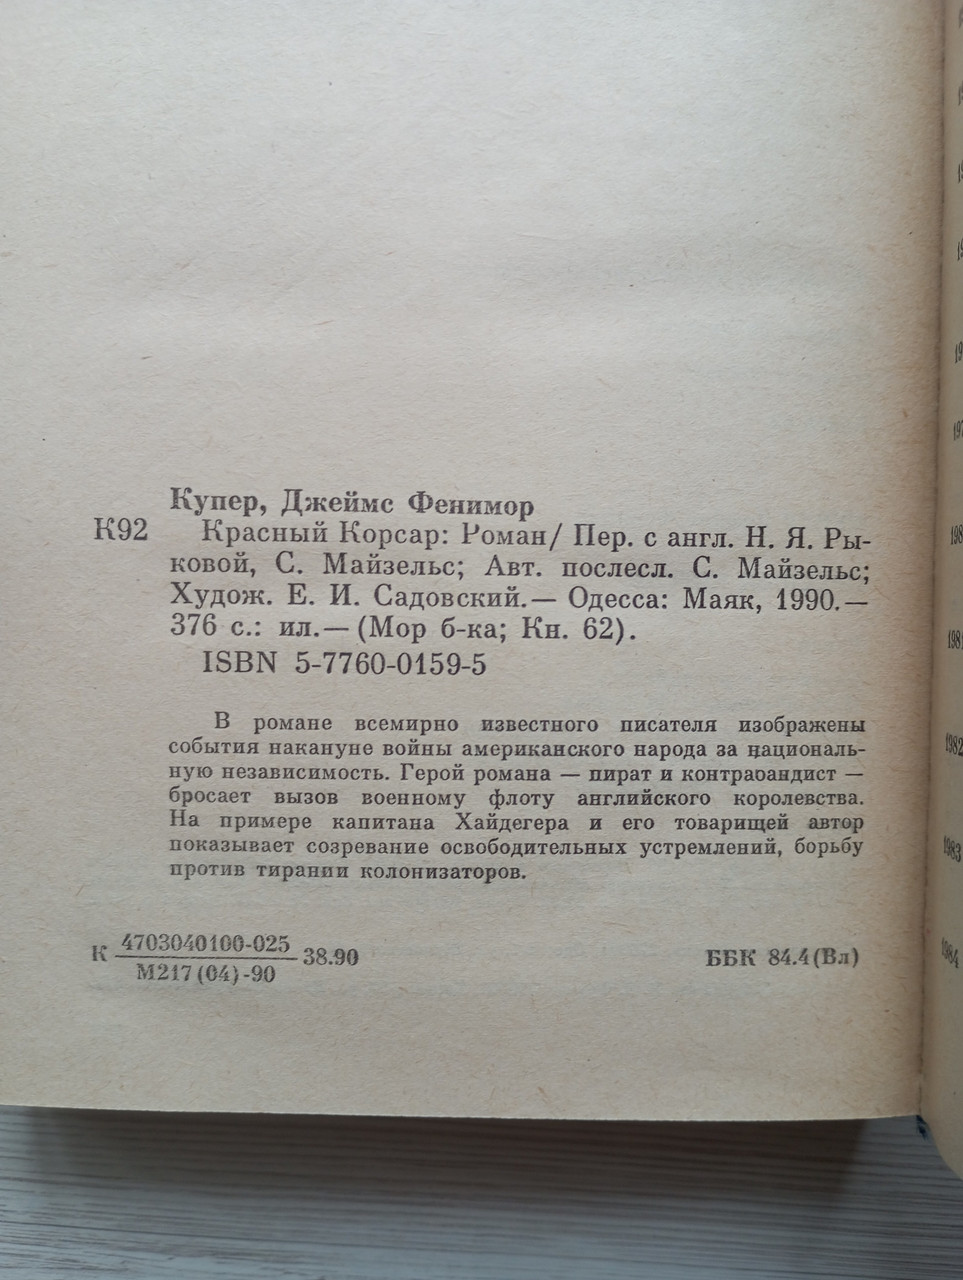 Купер, Джеймс Фенимор
К92 Красный Корсар: Роман/ Пер. с англ. Н. Я. Ры-
ковой, С. Майзельс; Авт. послесл. С. Майзельс;
Худож. Е. И. Садовский.— Одесса: Маяк, 1990.—
376 с.: ил.— (Мор б-ка; Кн. 62).
ISBN 5-7760-0159-5
В романе всемирно известного писателя изображены
события накануне войны американского народа за националь-
ную независимость. Герой романа — пират и контрабандист —
бросает вызов военному флоту английского королевства.
На примере капитана Хайдегера и его товарищей автор
показывает созревание освободительных устремлений, борьбу
против тирании колонизаторов.
К 4703040100-025 38.90
М217(04)-90
ББК 84.4(Вл)
1982
1983
1984